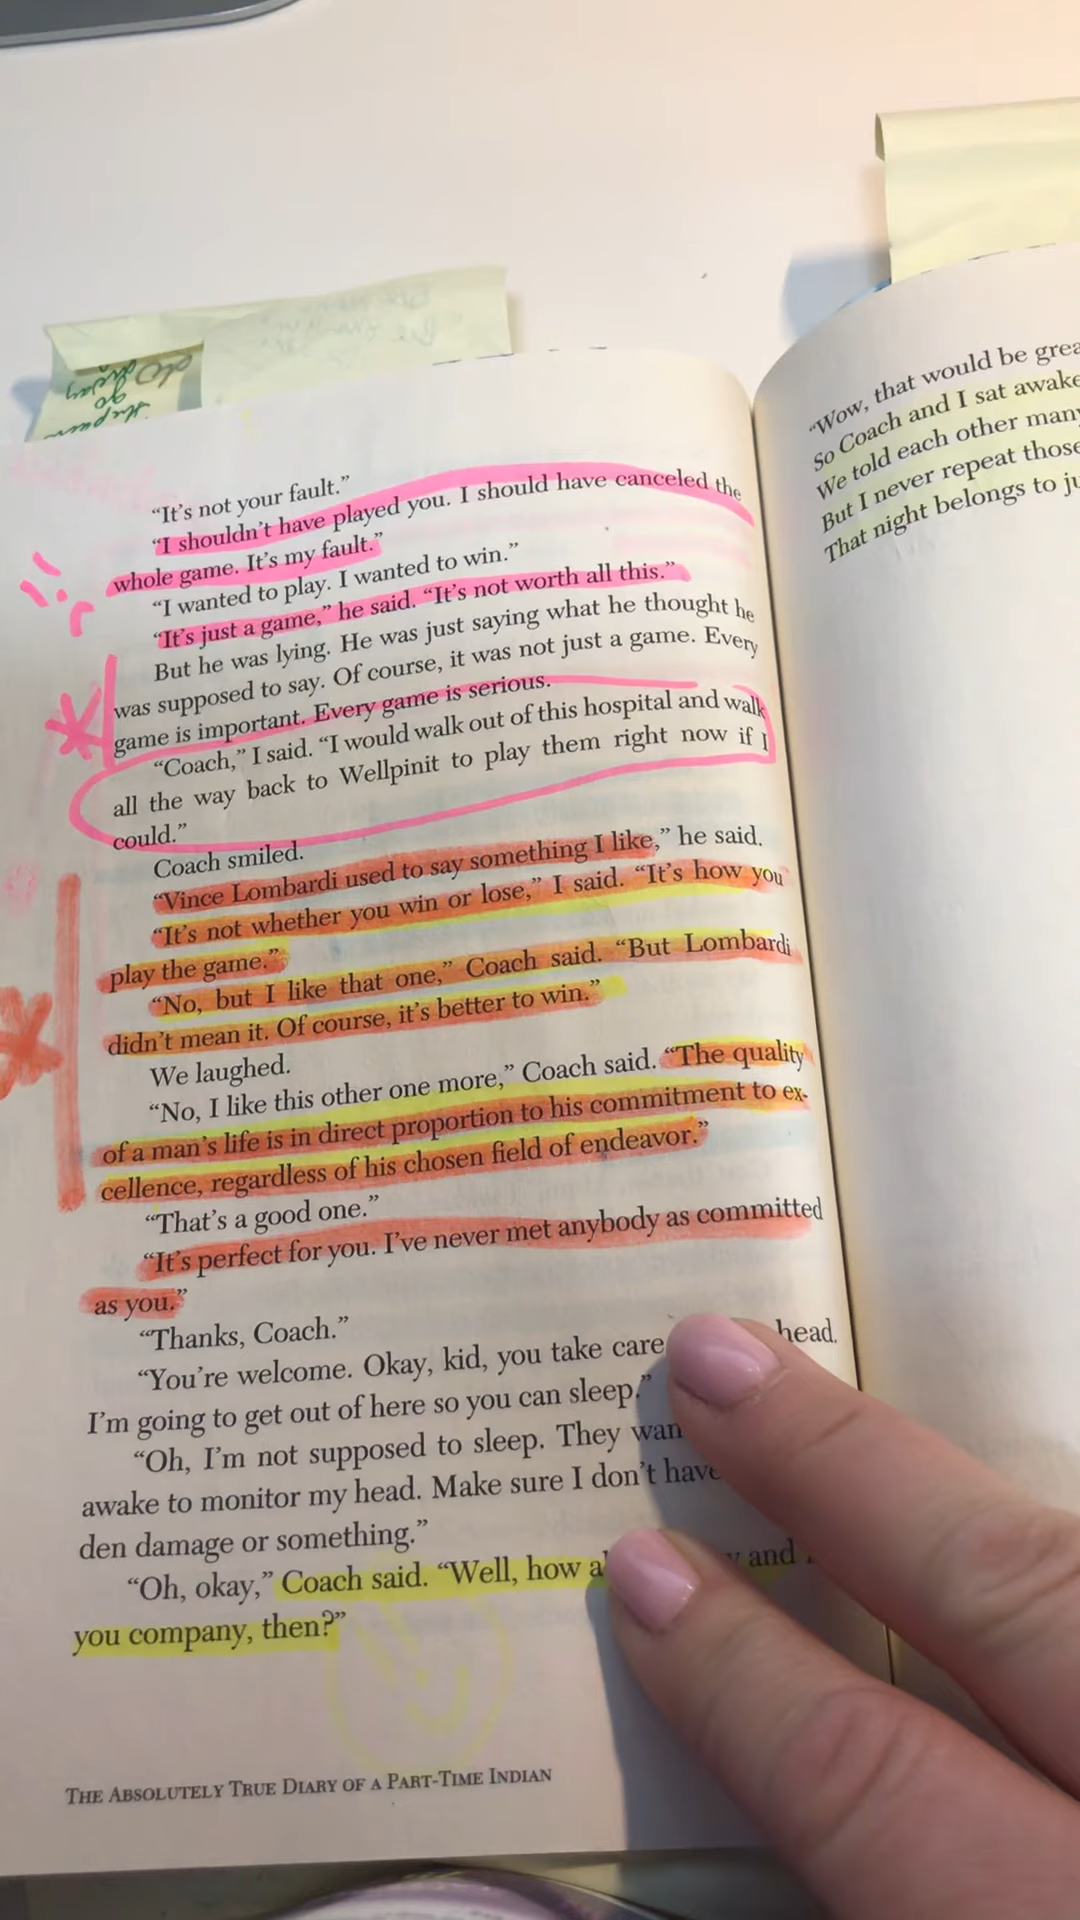 do
away
go
"It's not your fault."
"I shouldn't have played you. I should have canceled the
whole game. It's my fault."
"I wanted to play. I wanted to win."
"It's just a game," he said. "It's not worth all this."
But he was lying. He was just saying what he thought he
was supposed to say. Of course, it was not just a game. Every
game is important. Every game is serious.
"Coach," I said. "I would walk out of this hospital and walk
all the way back to Wellpinit to play them right now if I
could."
Coach smiled.
"Vince Lombardi used to say something I like," he said.
"It's not whether you win or lose," I said. "It's how you
play the game."
"No, but I like that one," Coach said. "But Lombardi
didn't mean it. Of course, it's better to win."
We laughed.
"No, I like this other one more," Coach said. "The quality
of a man's life is in direct proportion to his commitment to ex-
cellence, regardless of his chosen field of endeavor."
"That's a good one."
"It's perfect for you. I've never met anybody as committed
as you."
"Thanks, Coach."
"You're welcome. Okay, kid, you take care head.
I'm going to get out of here so you can sleep."
"Oh, I'm not supposed to sleep. They wan
awake to monitor my head. Make sure I don't have
den damage or something."
"Oh, okay," Coach said. "Well, how a y and
you company, then?"
THE ABSOLUTELY TRUE DIARY OF A PART-TIME INDIAN
"Wow, that would be grea
So Coach and I sat awake
We told each other many
But I never repeat those
That night belongs to ju